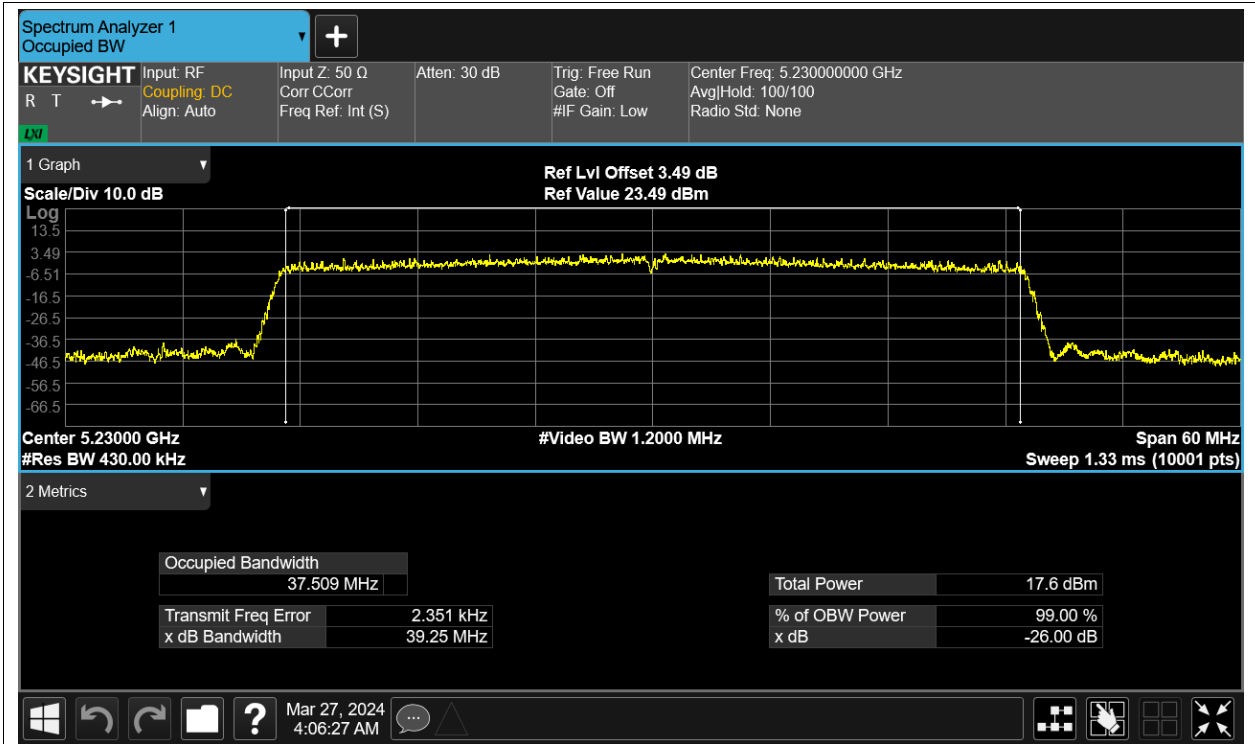 Spectrum Analyzer 1
Occupied BW
KEYSIGHT
R T
LXI
Input: RF
Coupling: DC
Align: Auto
Input Z: 50 Ω
Corr CCorr
Freq Ref: Int (S)
Atten: 30 dB
Trig: Free Run
Gate: Off
#IF Gain: Low
Center Freq: 5.230000000 GHz
Avg|Hold: 100/100
Radio Std: None
1 Graph
Scale/Div 10.0 dB
Ref Lvl Offset 3.49 dB
Ref Value 23.49 dBm
Log
13.5
3.49
-6.51
-16.5
-26.5
-36.5
-46.5
-56.5
-66.5
Center 5.23000 GHz
#Res BW 430.00 kHz
#Video BW 1.2000 MHz
Span 60 MHz
Sweep 1.33 ms (10001 pts)
2 Metrics
Occupied Bandwidth
37.509 MHz
Transmit Freq Error 2.351 kHz
x dB Bandwidth 39.25 MHz
Total Power 17.6 dBm
% of OBW Power 99.00 %
x dB -26.00 dB
?
Mar 27, 2024
4:06:27 AM